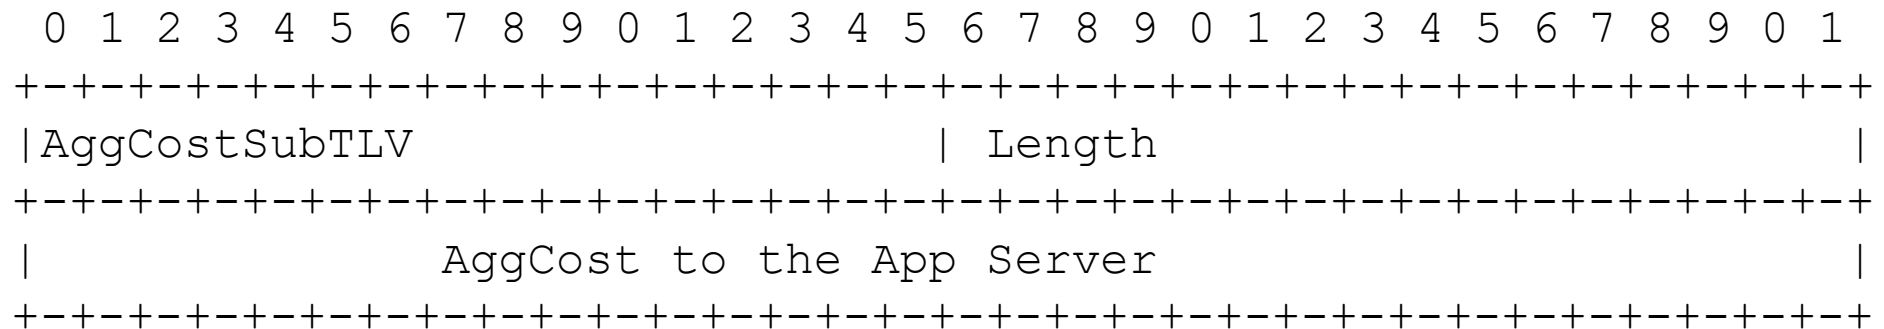 0 1 2 3 4 5 6 7 8 9 0 1 2 3 4 5 6 7 8 9 0 1 2 3 4 5 6 7 8 9 0 1
+-+-+-+-+-+-+-+-+-+-+-+-+-+-+-+-+-+-+-+-+-+-+-+-+-+-+-+-+-+-+-+-+
|AggCostSubTLV                  | Length                        |
+-+-+-+-+-+-+-+-+-+-+-+-+-+-+-+-+-+-+-+-+-+-+-+-+-+-+-+-+-+-+-+-+
|              AggCost to the App Server                        |
+-+-+-+-+-+-+-+-+-+-+-+-+-+-+-+-+-+-+-+-+-+-+-+-+-+-+-+-+-+-+-+-+